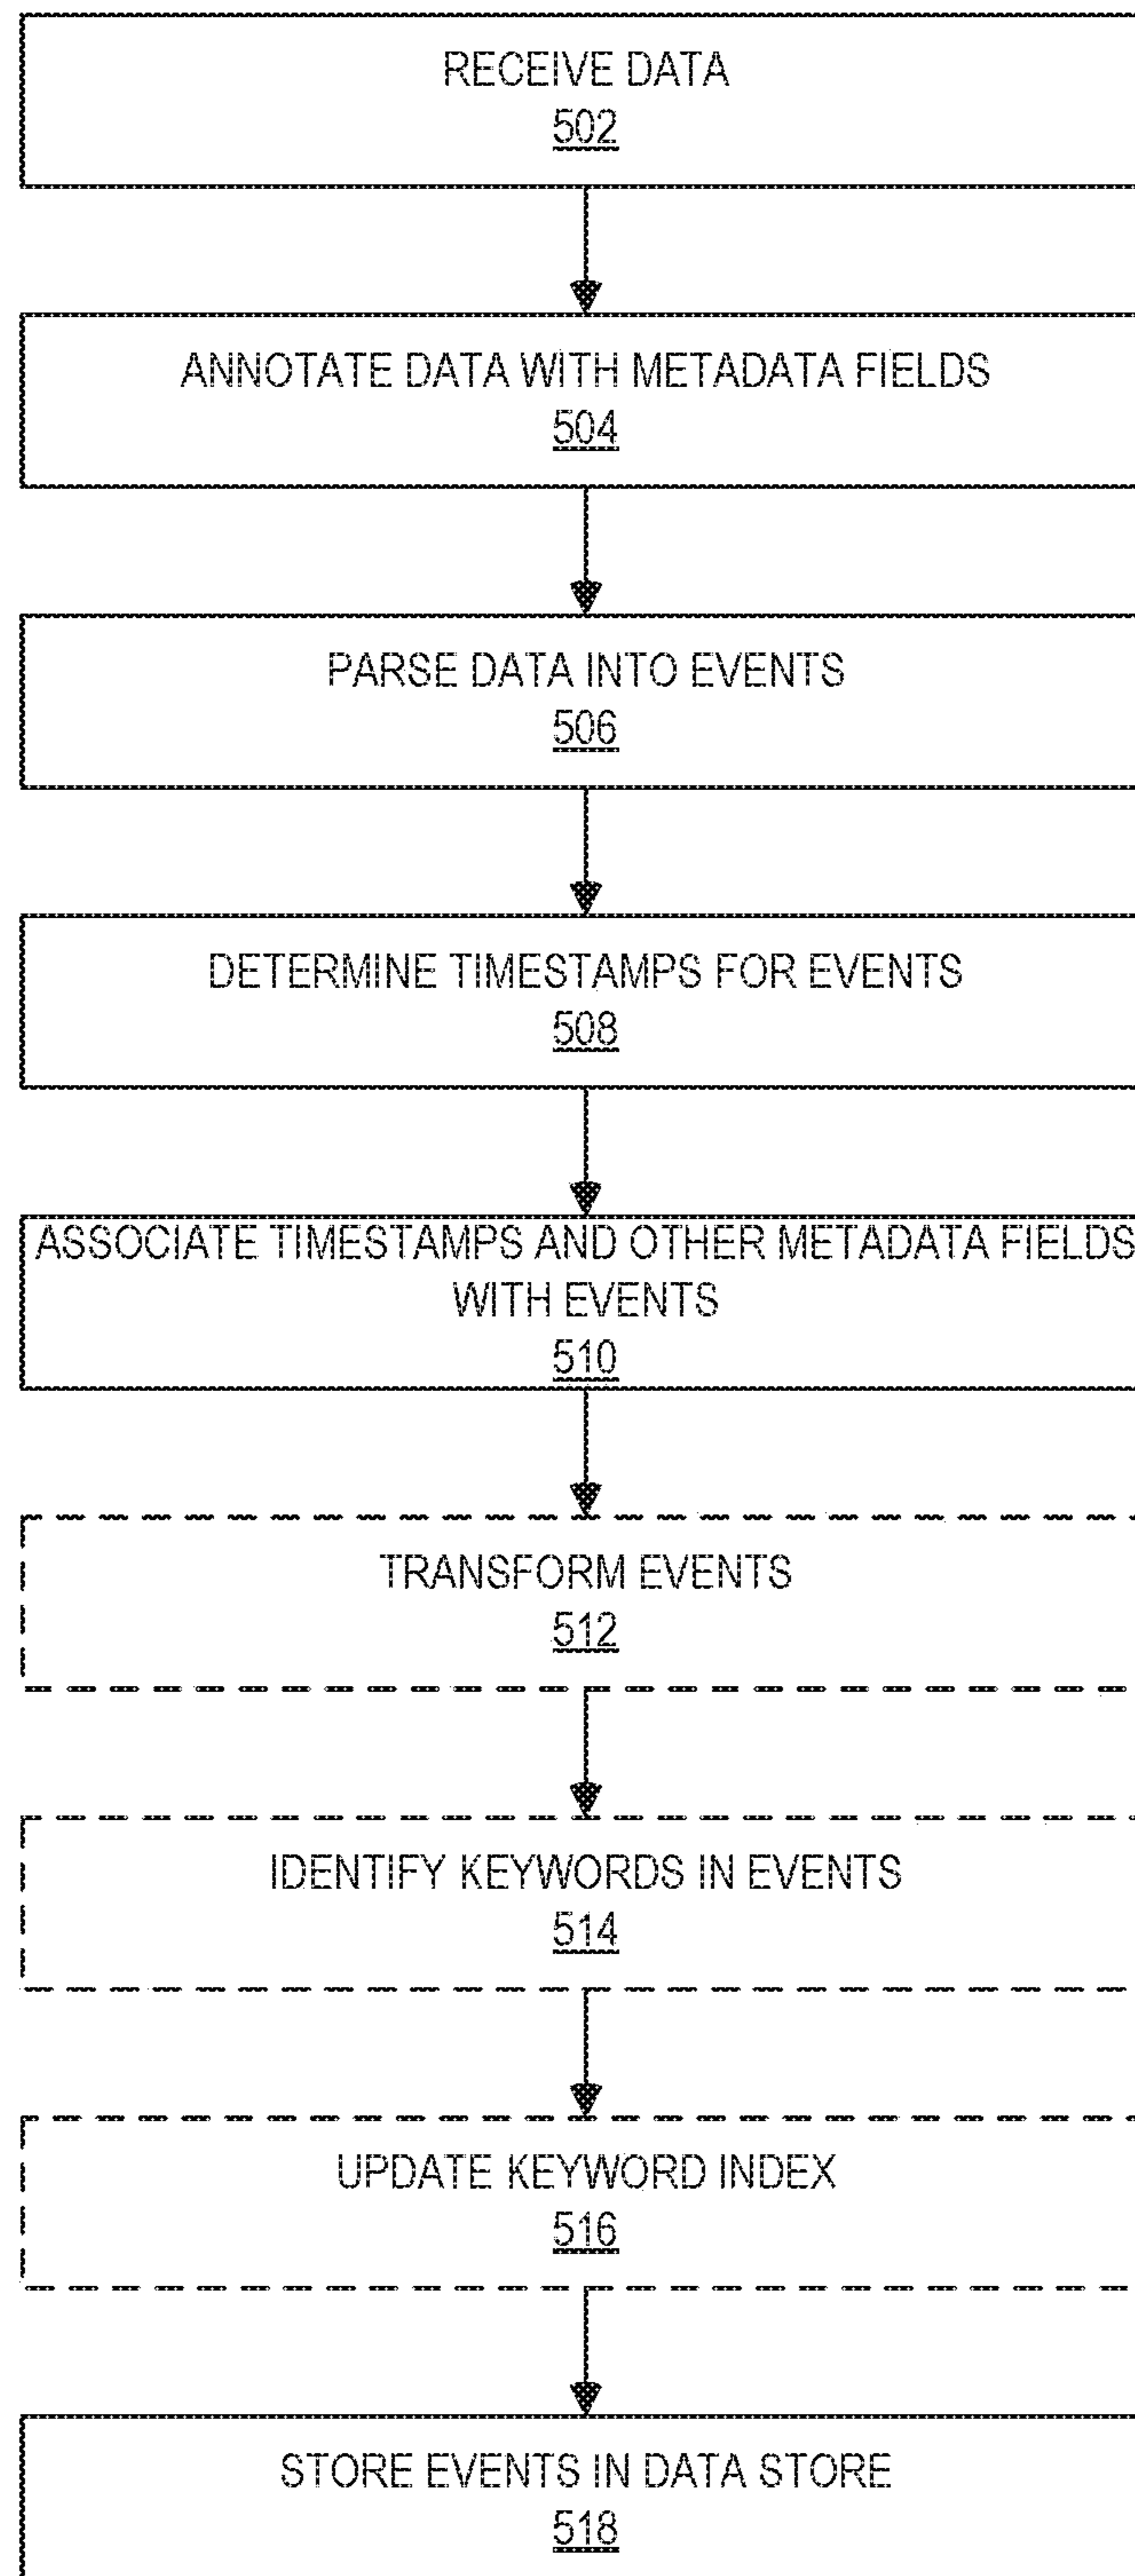 RECEIVE DATA
502
ANNOTATE DATA WITH METADATA FIELDS
504
PARSE DATA INTO EVENTS
506
DETERMINE TIMESTAMPS FOR EVENTS
508
ASSOCIATE TIMESTAMPS AND OTHER METADATA FIELDS
WITH EVENTS
510
TRANSFORM EVENTS
512
IDENTIFY KEYWORDS IN EVENTS
514
UPDATE KEYWORD INDEX
516
STORE EVENTS IN DATA STORE
518